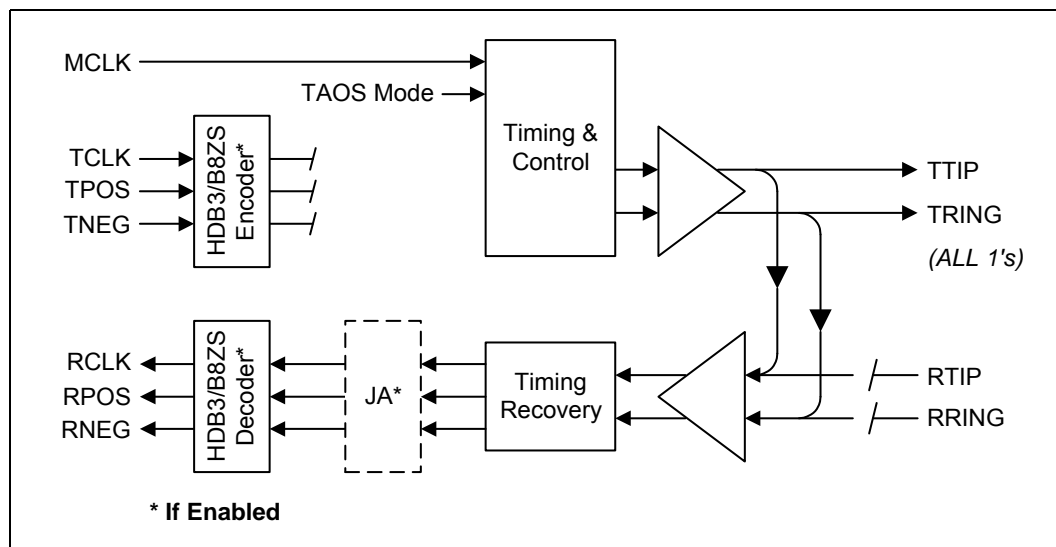 MCLK
TAOS Mode
Timing &
Control
TCLK
TPOS
TNEG
HDB3/B8ZS
Encoder*
TTIP
TRING
(ALL 1's)
RCLK
RPOS
RNEG
HDB3/B8ZS
Decoder*
JA*
Timing
Recovery
RTIP
RRING
* If Enabled